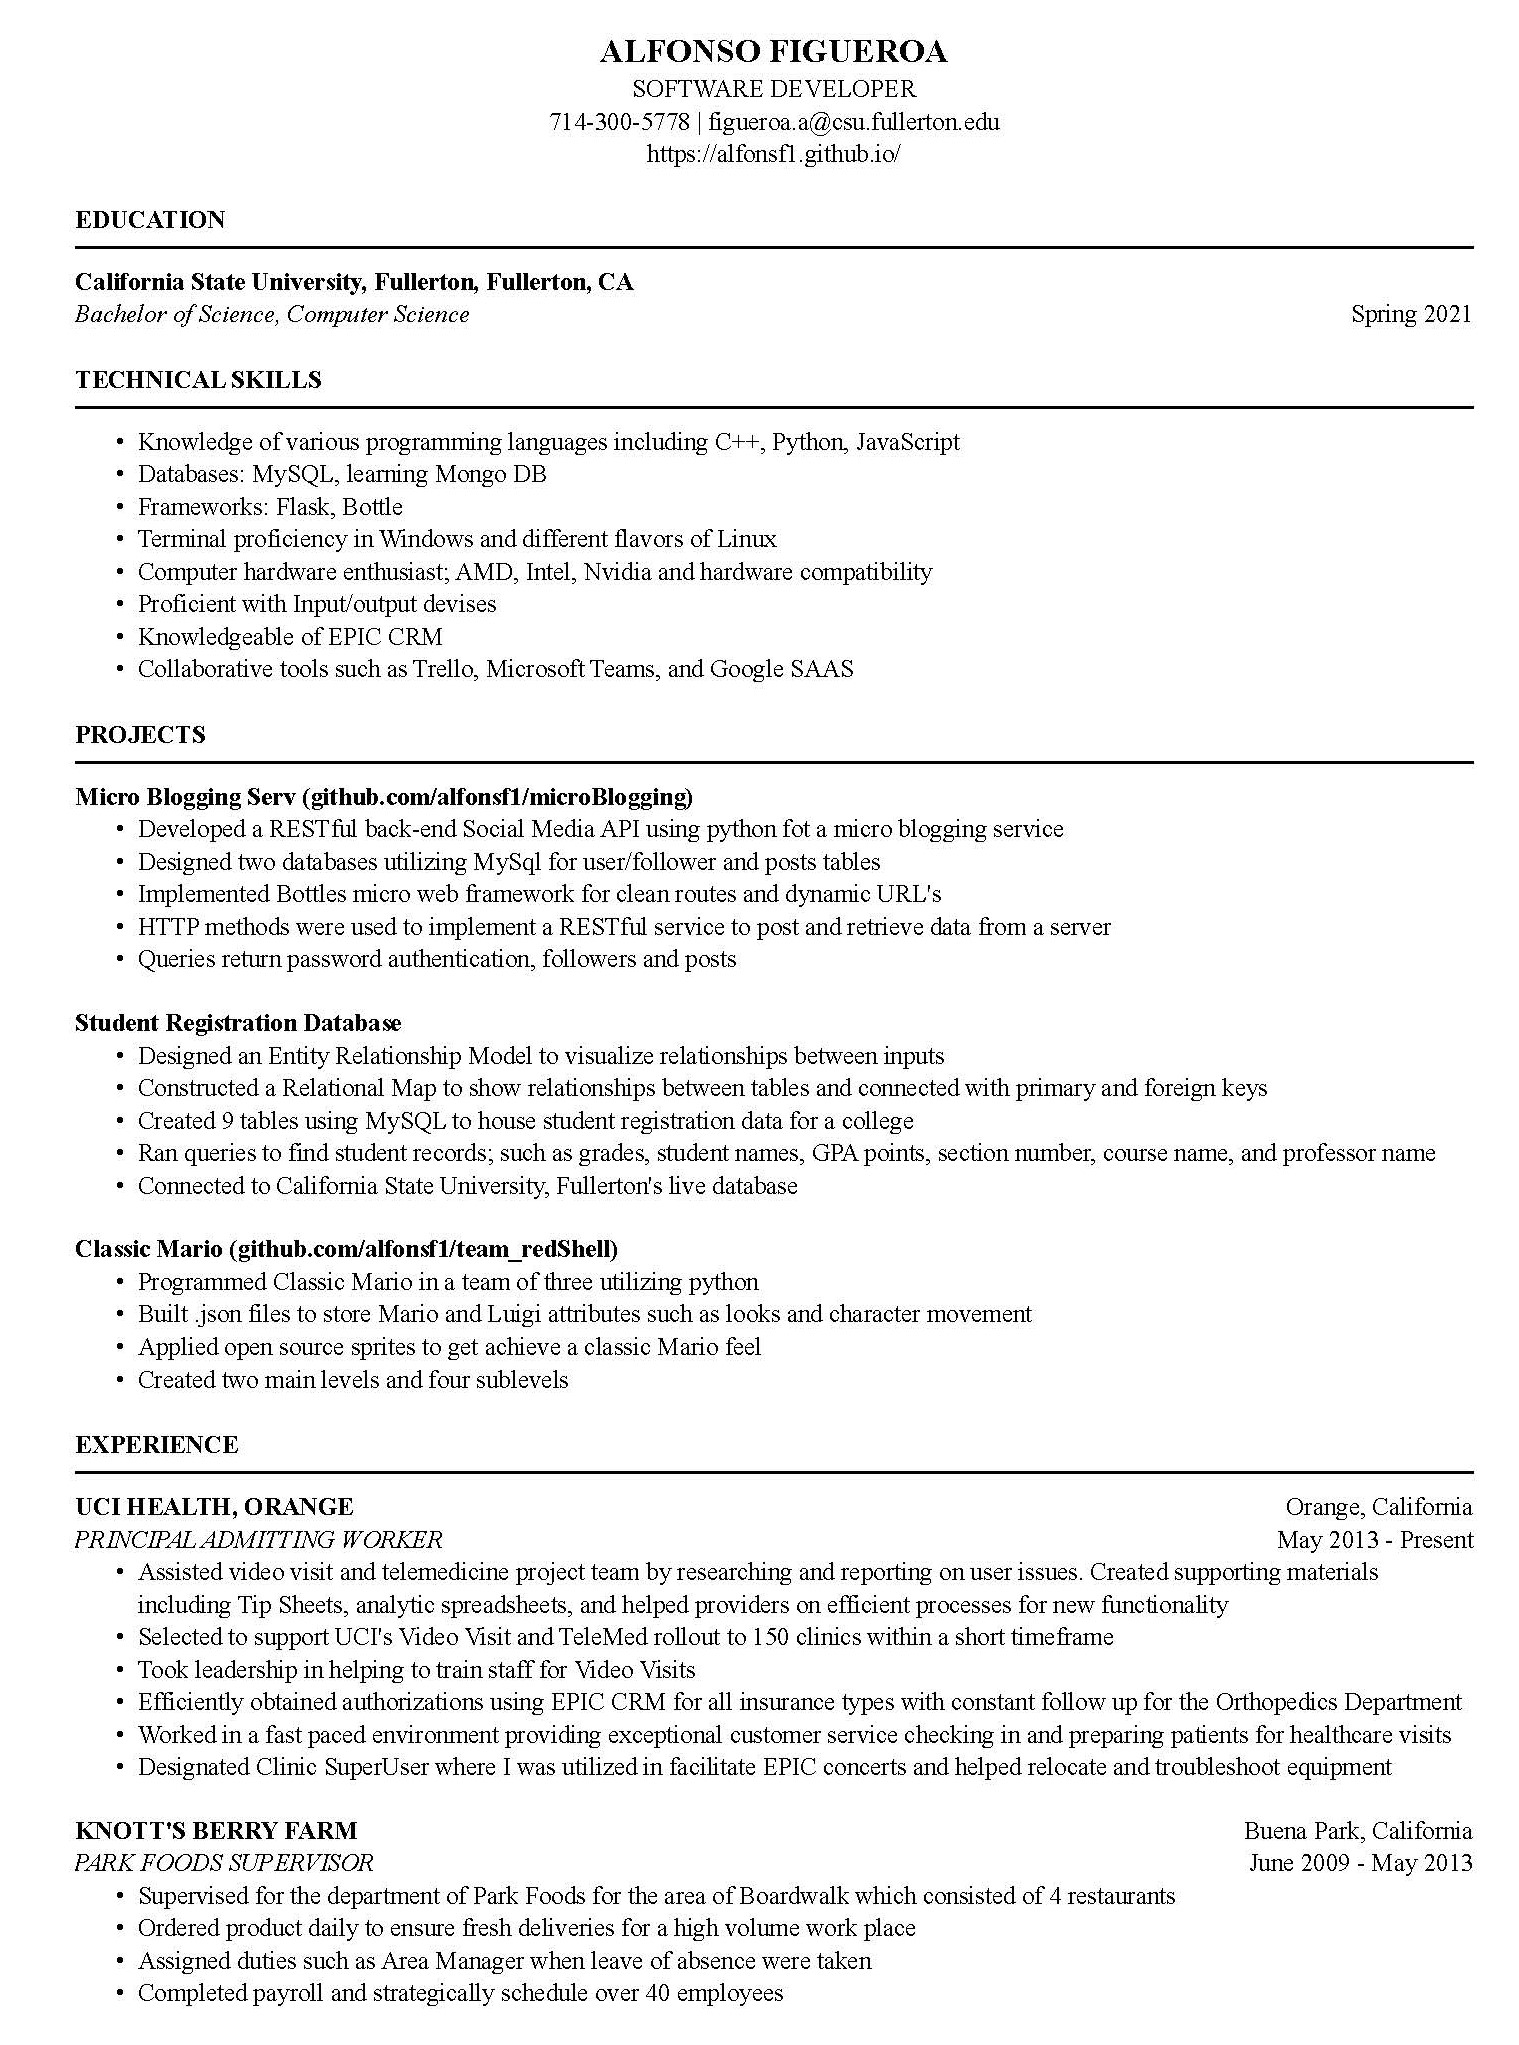 ALFONSO FIGUEROA
SOFTWARE DEVELOPER
714-300-5778 | figueroa.a@csu.fullerton.edu
https://alfonsf1.github.io/
EDUCATION
California State University, Fullerton, Fullerton, CA
Bachelor of Science, Computer Science Spring 2021
TECHNICAL SKILLS
• Knowledge of various programming languages including C++, Python, JavaScript
• Databases: MySQL, learning Mongo DB
• Frameworks: Flask, Bottle
• Terminal proficiency in Windows and different flavors of Linux
• Computer hardware enthusiast; AMD, Intel, Nvidia and hardware compatibility
• Proficient with Input/output devises
• Knowledgeable of EPIC CRM
• Collaborative tools such as Trello, Microsoft Teams, and Google SAAS
PROJECTS
Micro Blogging Serv (github.com/alfonsf1/microBlogging)
• Developed a RESTful back-end Social Media API using python fot a micro blogging service
• Designed two databases utilizing MySql for user/follower and posts tables
• Implemented Bottles micro web framework for clean routes and dynamic URL's
• HTTP methods were used to implement a RESTful service to post and retrieve data from a server
• Queries return password authentication, followers and posts
Student Registration Database
• Designed an Entity Relationship Model to visualize relationships between inputs
• Constructed a Relational Map to show relationships between tables and connected with primary and foreign keys
• Created 9 tables using MySQL to house student registration data for a college
• Ran queries to find student records; such as grades, student names, GPA points, section number, course name, and professor name
• Connected to California State University, Fullerton's live database
Classic Mario (github.com/alfonsf1/team_redShell)
• Programmed Classic Mario in a team of three utilizing python
• Built .json files to store Mario and Luigi attributes such as looks and character movement
• Applied open source sprites to get achieve a classic Mario feel
• Created two main levels and four sublevels
EXPERIENCE
UCI HEALTH, ORANGE Orange, California
PRINCIPAL ADMITTING WORKER May 2013 - Present
• Assisted video visit and telemedicine project team by researching and reporting on user issues. Created supporting materials
including Tip Sheets, analytic spreadsheets, and helped providers on efficient processes for new functionality
• Selected to support UCI's Video Visit and TeleMed rollout to 150 clinics within a short timeframe
• Took leadership in helping to train staff for Video Visits
• Efficiently obtained authorizations using EPIC CRM for all insurance types with constant follow up for the Orthopedics Department
• Worked in a fast paced environment providing exceptional customer service checking in and preparing patients for healthcare visits
• Designated Clinic SuperUser where I was utilized in facilitate EPIC concerts and helped relocate and troubleshoot equipment
KNOTT'S BERRY FARM Buena Park, California
PARK FOODS SUPERVISOR June 2009 - May 2013
• Supervised for the department of Park Foods for the area of Boardwalk which consisted of 4 restaurants
• Ordered product daily to ensure fresh deliveries for a high volume work place
• Assigned duties such as Area Manager when leave of absence were taken
• Completed payroll and strategically schedule over 40 employees